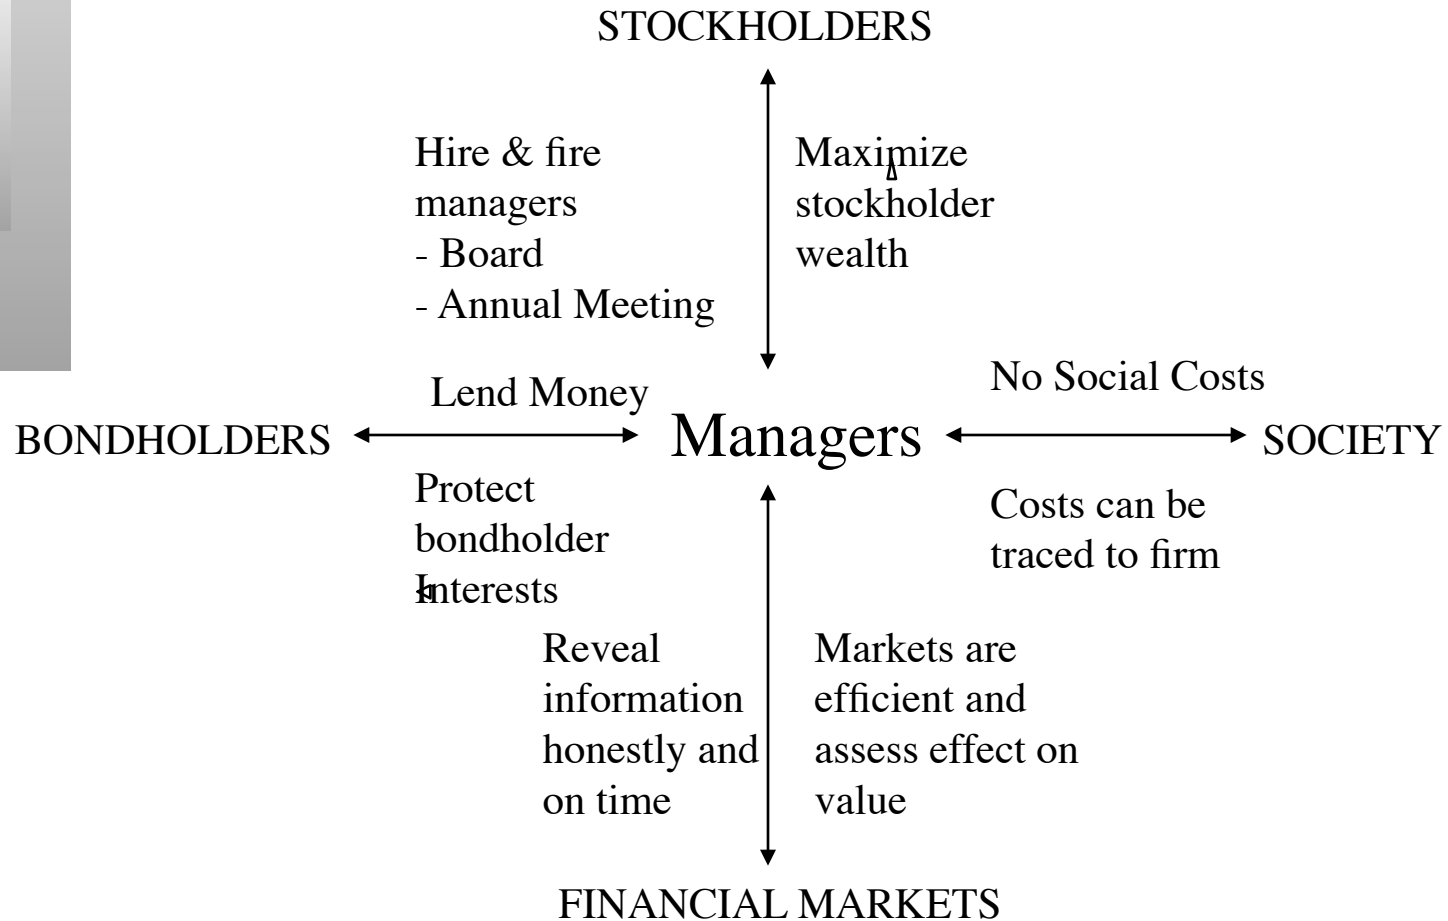 STOCKHOLDERS
Hire & fire
managers
- Board
- Annual Meeting
Maximize
stockholder
wealth
No Social Costs
Lend Money
BONDHOLDERS
Managers
SOCIETY
Protect
bondholder
Interests
Costs can be
traced to firm
Reveal
information
honestly and
on time
Markets are
efficient and
assess effect on
value
FINANCIAL MARKETS